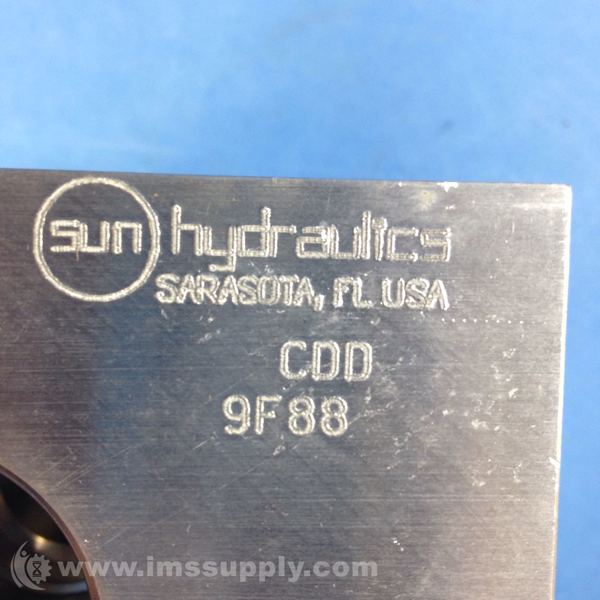 sun hydraulics
SARASOTA, FL USA
CDD
9F88
www.imssupply.com